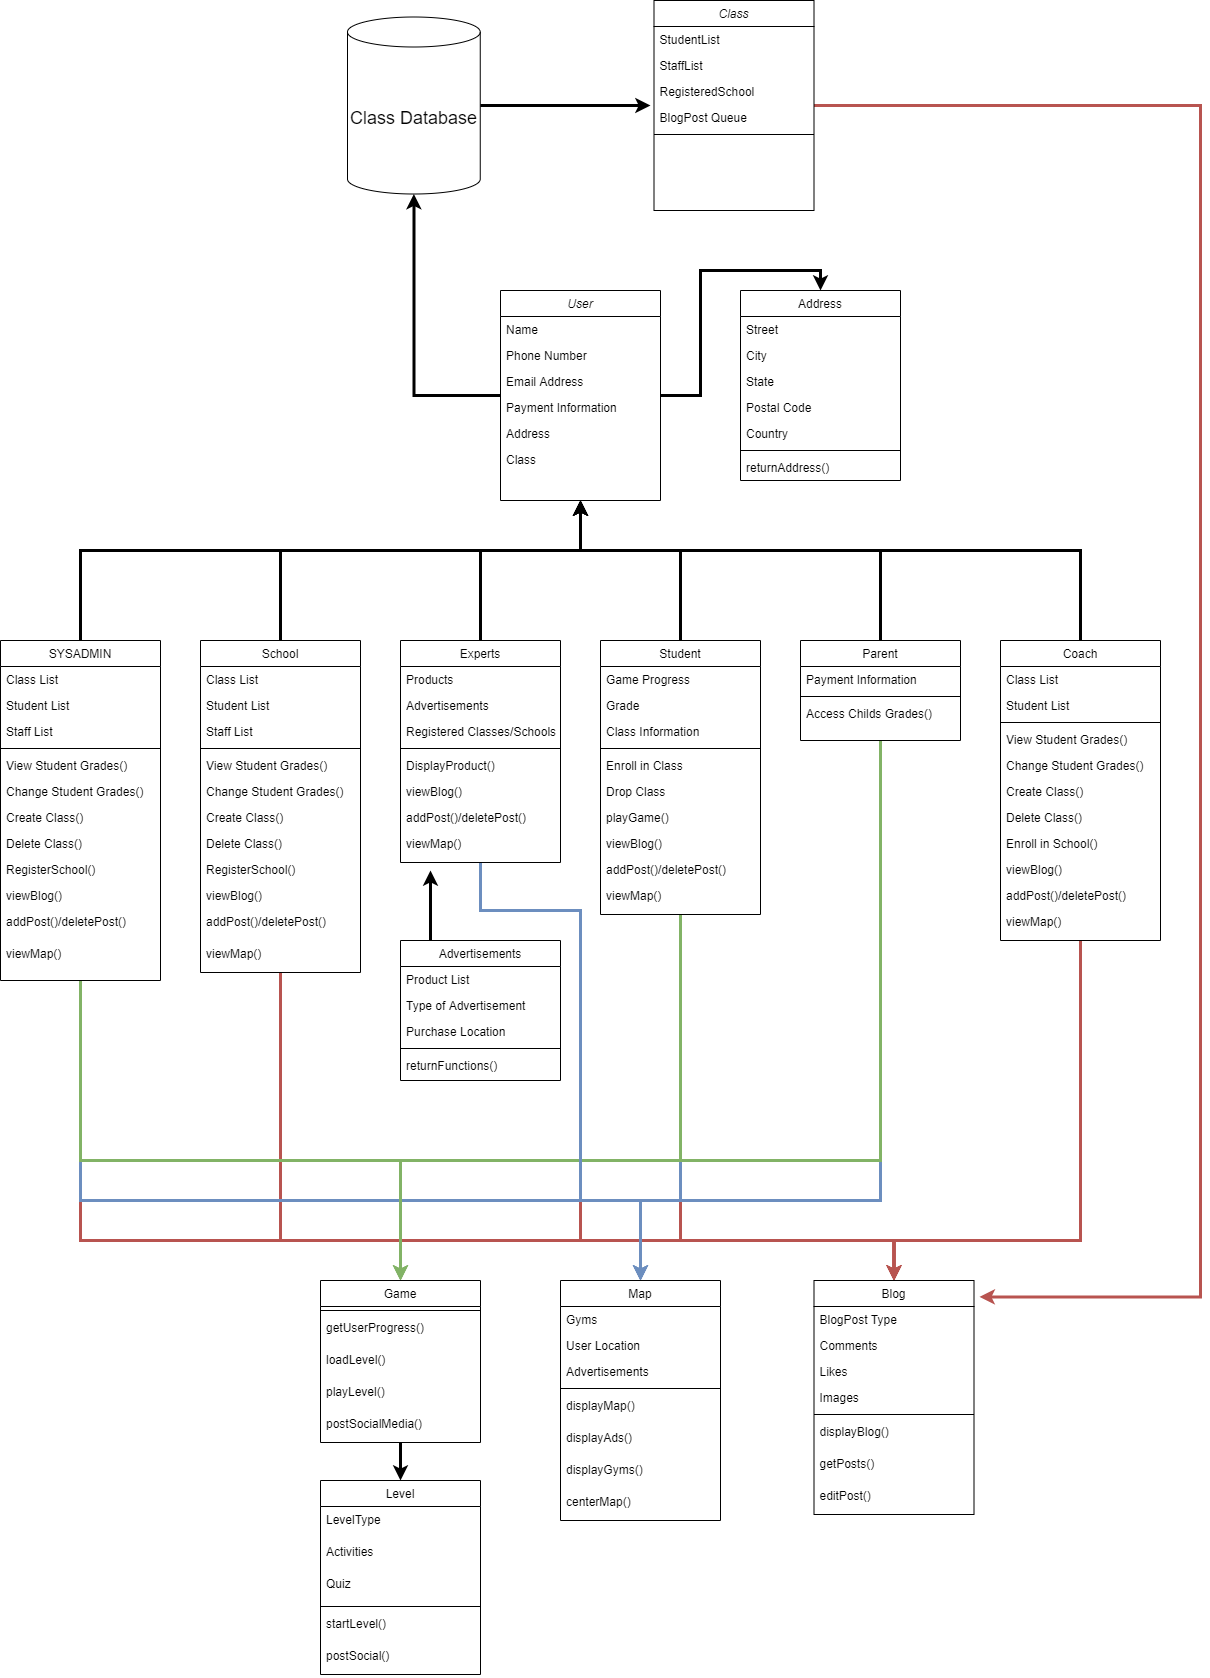 Class Database
Class
StudentList
StaffList
RegisteredSchool
BlogPost Queue
User
Name
Phone Number
Email Address
Payment Information
Address
Class
Address
Street
City
State
Postal Code
Country
returnAddress()
SYSADMIN
Class List
Student List
Staff List
View Student Grades()
Change Student Grades()
Create Class()
Delete Class()
RegisterSchool()
viewBlog()
addPost()/deletePost()
viewMap()
School
Class List
Student List
Staff List
View Student Grades()
Change Student Grades()
Create Class()
Delete Class()
RegisterSchool()
viewBlog()
addPost()/deletePost()
viewMap()
Experts
Products
Advertisements
Registered Classes/Schools
DisplayProduct()
viewBlog()
addPost()/deletePost()
viewMap()
Student
Game Progress
Grade
Class Information
Enroll in Class
Drop Class
playGame()
viewBlog()
addPost()/deletePost()
viewMap()
Parent
Payment Information
Access Childs Grades()
Coach
Class List
Student List
View Student Grades()
Change Student Grades()
Create Class()
Delete Class()
Enroll in School()
viewBlog()
addPost()/deletePost()
viewMap()
Advertisements
Product List
Type of Advertisement
Purchase Location
returnFunctions()
Game
getUserProgress()
loadLevel()
playLevel()
postSocialMedia()
Map
Gyms
User Location
Advertisements
displayMap()
displayAds()
displayGyms()
centerMap()
Blog
BlogPost Type
Comments
Likes
Images
displayBlog()
getPosts()
editPost()
Level
LevelType
Activities
Quiz
startLevel()
postSocial()